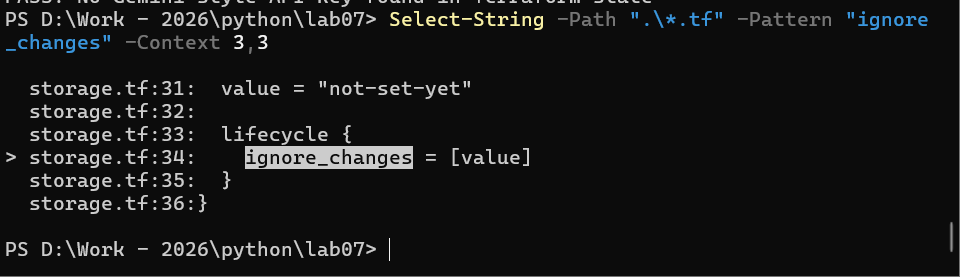 PS D:\Work - 2026\python\lab07> Select-String -Path ".\*.tf" -Pattern "ignore
_changes" -Context 3,3
  storage.tf:31:  value = "not-set-yet"
  storage.tf:32:
  storage.tf:33:  lifecycle {
> storage.tf:34:    ignore_changes = [value]
  storage.tf:35:  }
  storage.tf:36:}
PS D:\Work - 2026\python\lab07>